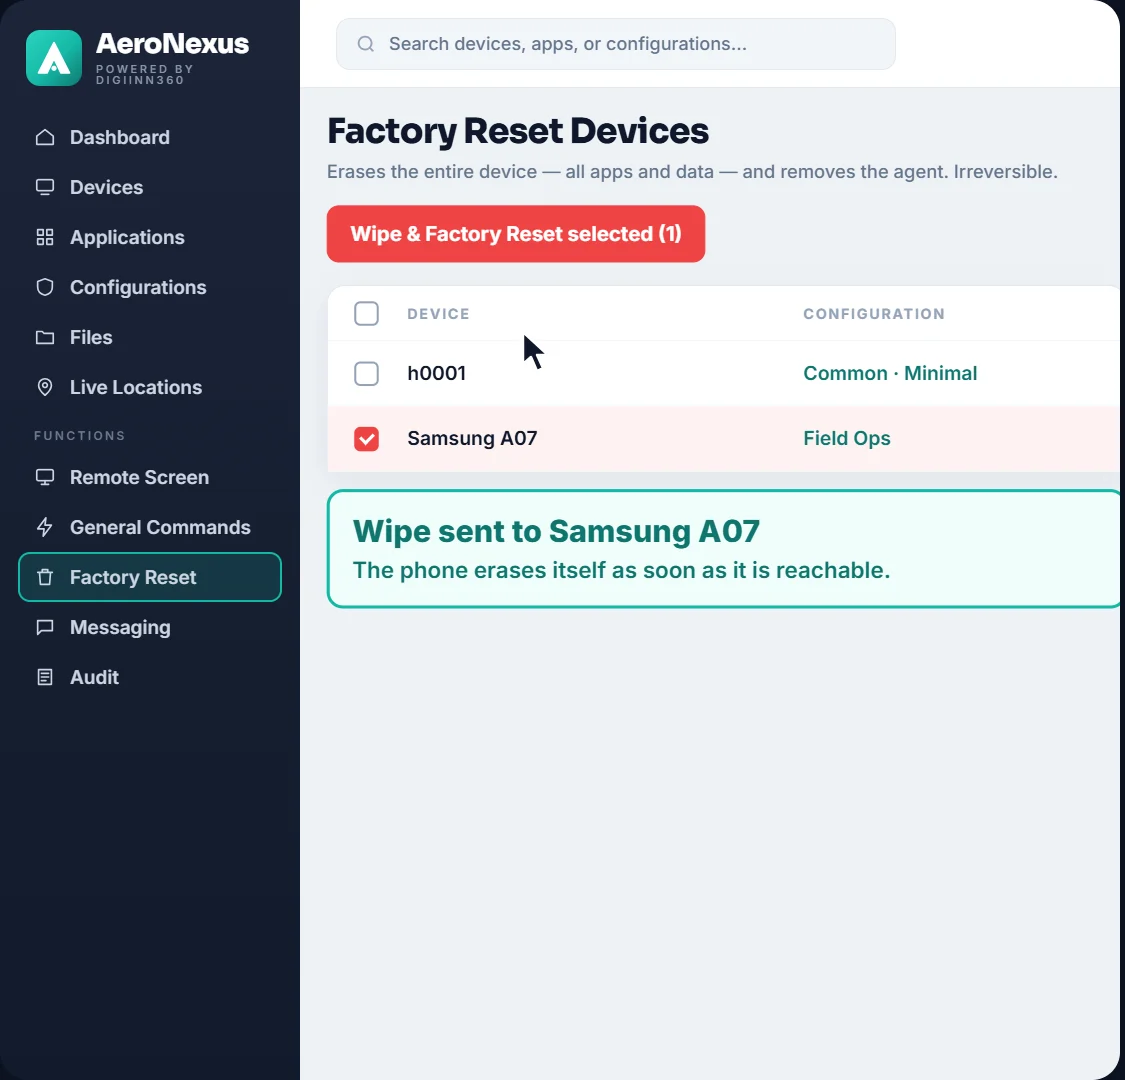 AeroNexus
POWERED BY
DIGIINN360
Search devices, apps, or configurations...
Dashboard
Devices
Applications
Configurations
Files
Live Locations
FUNCTIONS
Remote Screen
General Commands
Factory Reset
Messaging
Audit
Factory Reset Devices
Erases the entire device — all apps and data — and removes the agent. Irreversible.
Wipe & Factory Reset selected (1)
DEVICE CONFIGURATION
h0001 Common · Minimal
Samsung A07 Field Ops
Wipe sent to Samsung A07
The phone erases itself as soon as it is reachable.